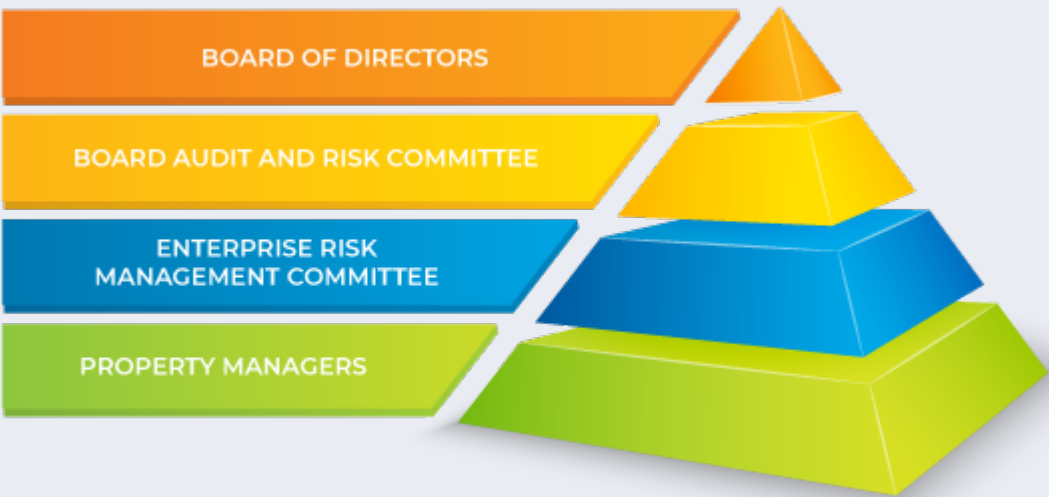 BOARD OF DIRECTORS
BOARD AUDIT AND RISK COMMITTEE
ENTERPRISE RISK
MANAGEMENT COMMITTEE
PROPERTY MANAGERS